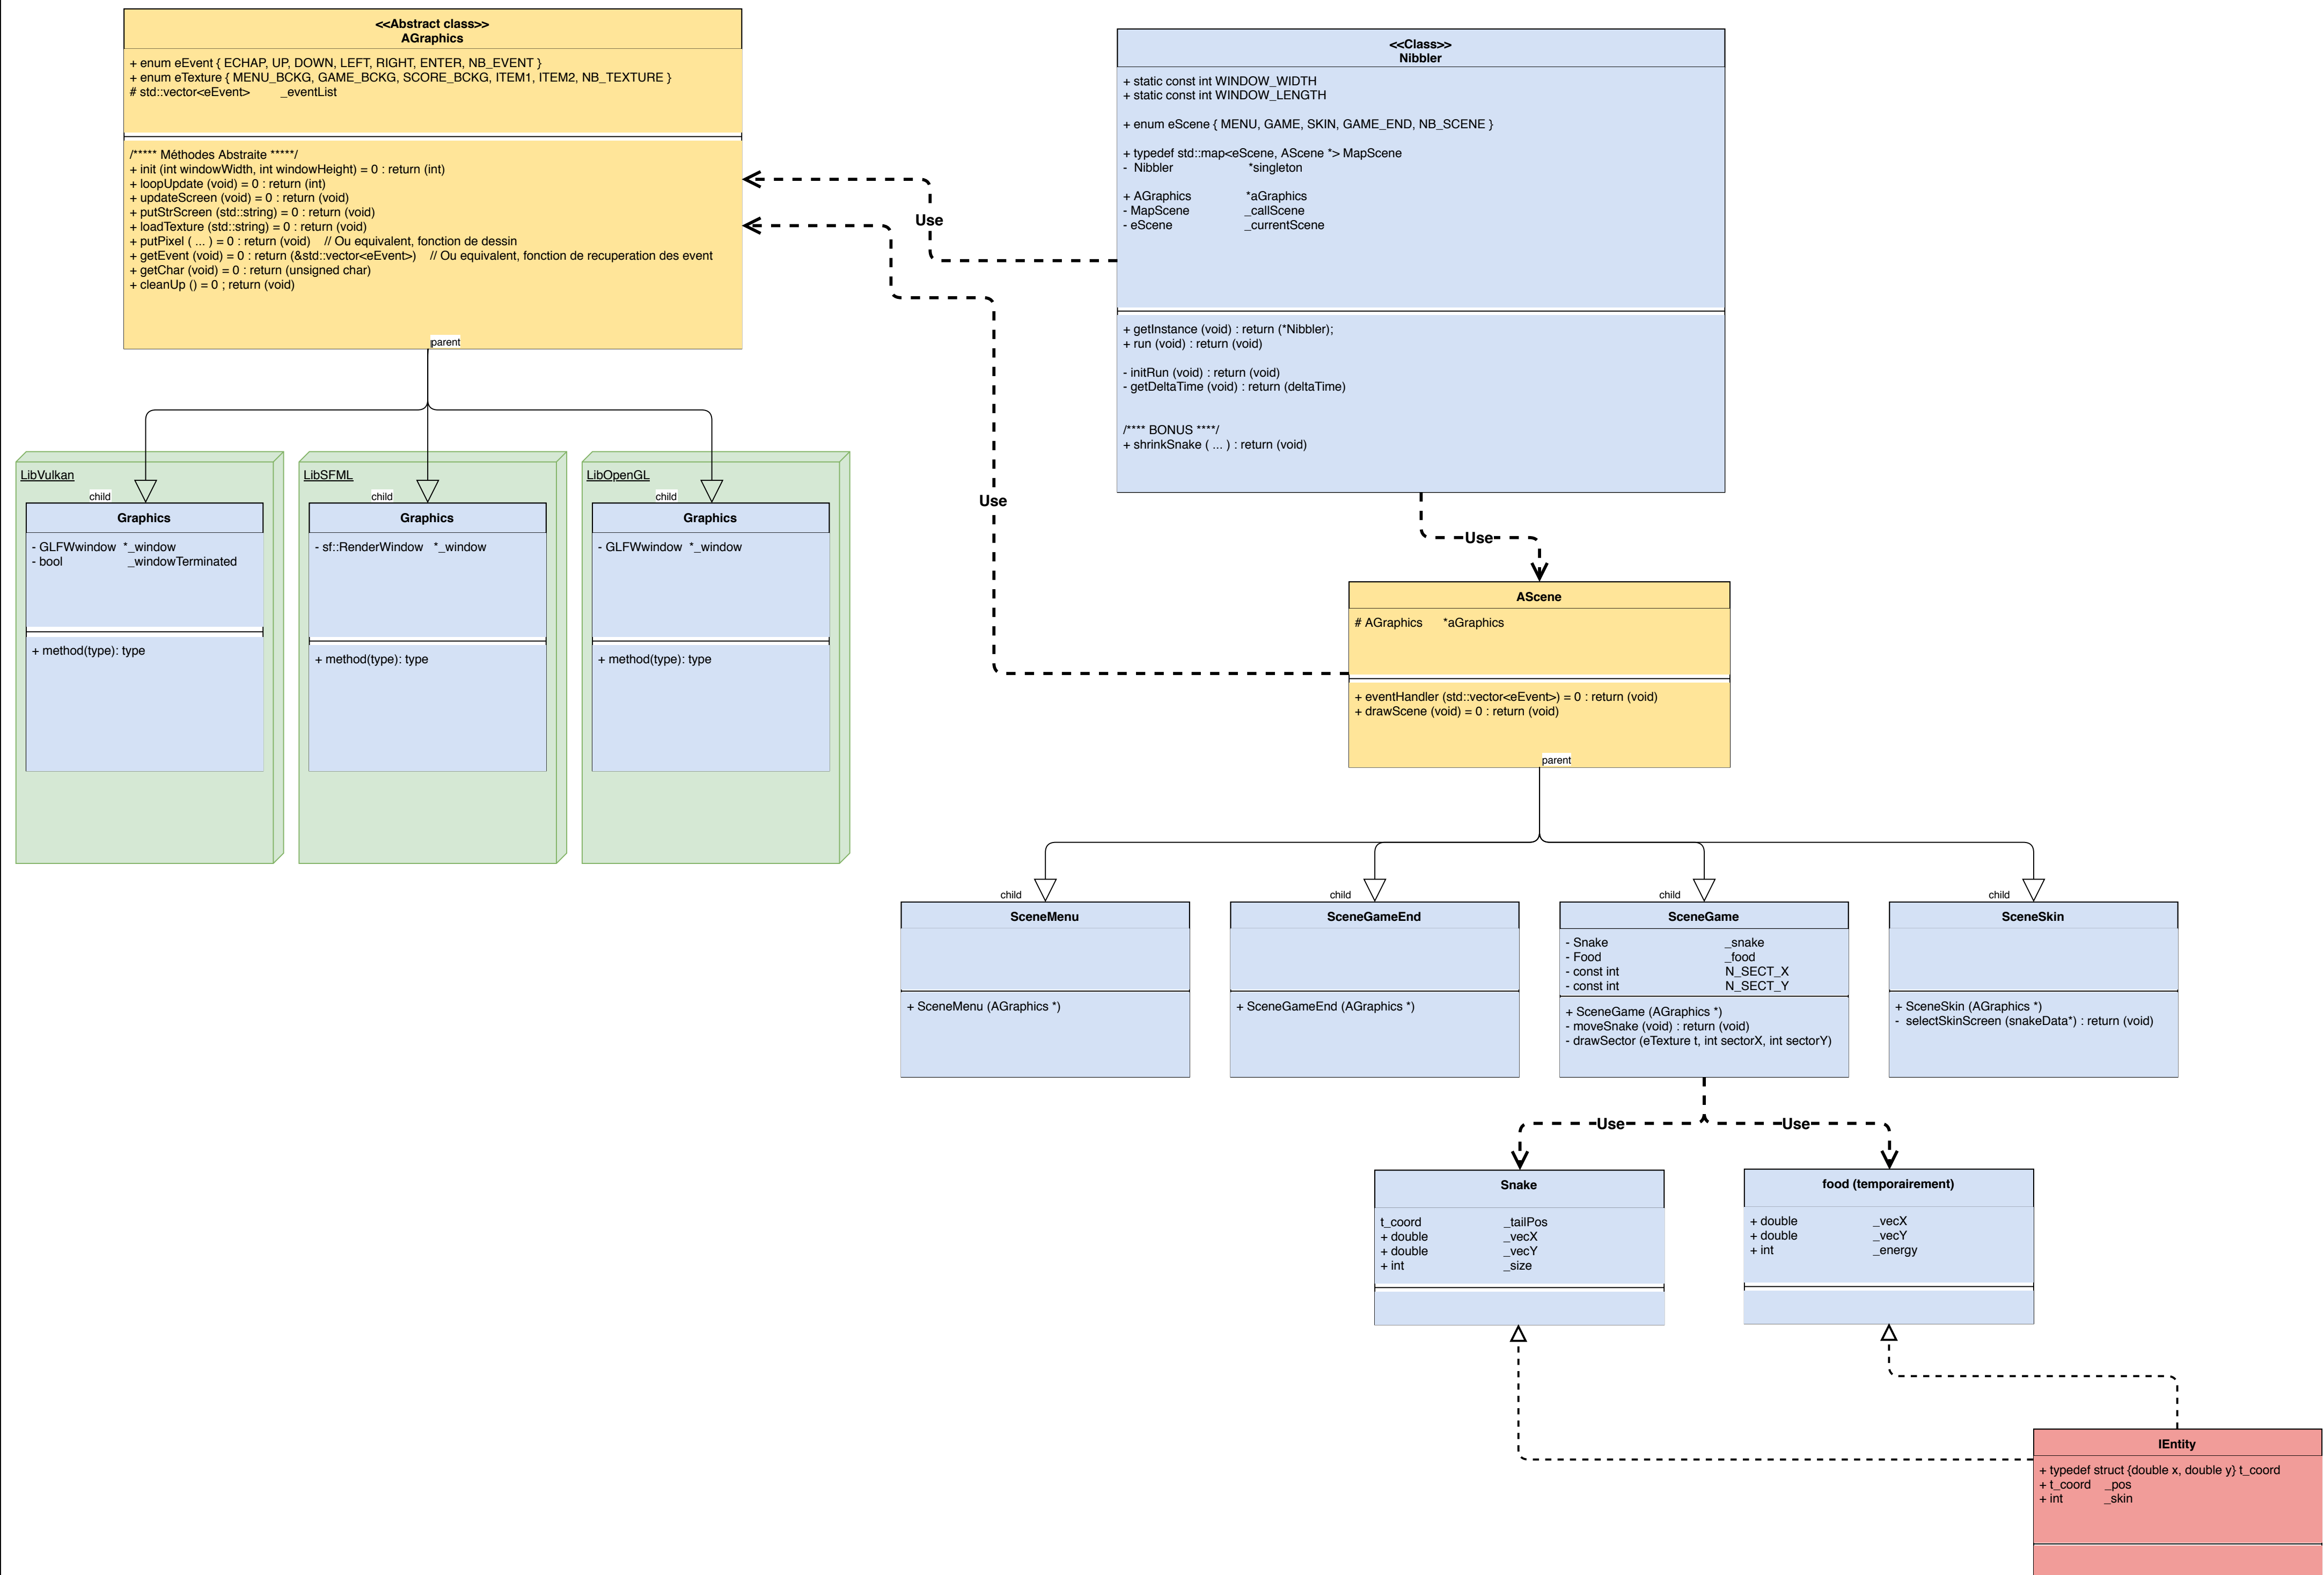 <<Abstract class>>
AGraphics
+ enum eEvent { ECHAP, UP, DOWN, LEFT, RIGHT, ENTER, NB_EVENT }
+ enum eTexture { MENU_BCKG, GAME_BCKG, SCORE_BCKG, ITEM1, ITEM2, NB_TEXTURE }
# std::vector<eEvent> _eventList
/***** Méthodes Abstraite *****/
+ init (int windowWidth, int windowHeight) = 0 : return (int)
+ loopUpdate (void) = 0 : return (int)
+ updateScreen (void) = 0 : return (void)
+ putStrScreen (std::string) = 0 : return (void)
+ loadTexture (std::string) = 0 : return (void)
+ putPixel ( ... ) = 0 : return (void) // Ou equivalent, fonction de dessin
+ getEvent (void) = 0 : return (&std::vector<eEvent>) // Ou equivalent, fonction de recuperation des event
+ getChar (void) = 0 : return (unsigned char)
+ cleanUp () = 0 ; return (void)
parent
<<Class>>
Nibbler
+ static const int WINDOW_WIDTH
+ static const int WINDOW_LENGTH
+ enum eScene { MENU, GAME, SKIN, GAME_END, NB_SCENE }
+ typedef std::map<eScene, AScene *> MapScene
- Nibbler *singleton
+ AGraphics *aGraphics
- MapScene _callScene
- eScene _currentScene
+ getInstance (void) : return (*Nibbler);
+ run (void) : return (void)
- initRun (void) : return (void)
- getDeltaTime (void) : return (deltaTime)
/**** BONUS ****/
+ shrinkSnake ( ... ) : return (void)
Use
Use
Use
LibVulkan
child
Graphics
- GLFWwindow *_window
- bool _windowTerminated
+ method(type): type
LibSFML
child
Graphics
- sf::RenderWindow *_window
+ method(type): type
LibOpenGL
child
Graphics
- GLFWwindow *_window
+ method(type): type
AScene
# AGraphics *aGraphics
+ eventHandler (std::vector<eEvent>) = 0 : return (void)
+ drawScene (void) = 0 : return (void)
parent
child
SceneMenu
+ SceneMenu (AGraphics *)
child
SceneGameEnd
+ SceneGameEnd (AGraphics *)
child
SceneGame
- Snake _snake
- Food _food
- const int N_SECT_X
- const int N_SECT_Y
+ SceneGame (AGraphics *)
- moveSnake (void) : return (void)
- drawSector (eTexture t, int sectorX, int sectorY)
child
SceneSkin
+ SceneSkin (AGraphics *)
- selectSkinScreen (snakeData*) : return (void)
Use
Use
Snake
t_coord _tailPos
+ double _vecX
+ double _vecY
+ int _size
food (temporairement)
+ double _vecX
+ double _vecY
+ int _energy
IEntity
+ typedef struct {double x, double y} t_coord
+ t_coord _pos
+ int _skin